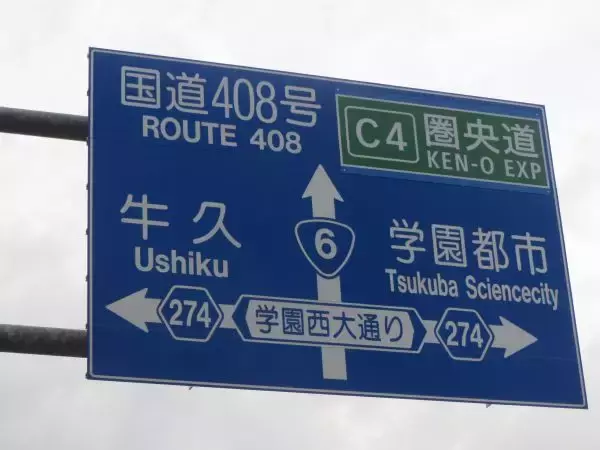 国道408号
ROUTE 408
C4 圏央道
KEN-O EXP
牛久
Ushiku
6
学園都市
Tsukuba Sciencecity
274 学園西大通り 274